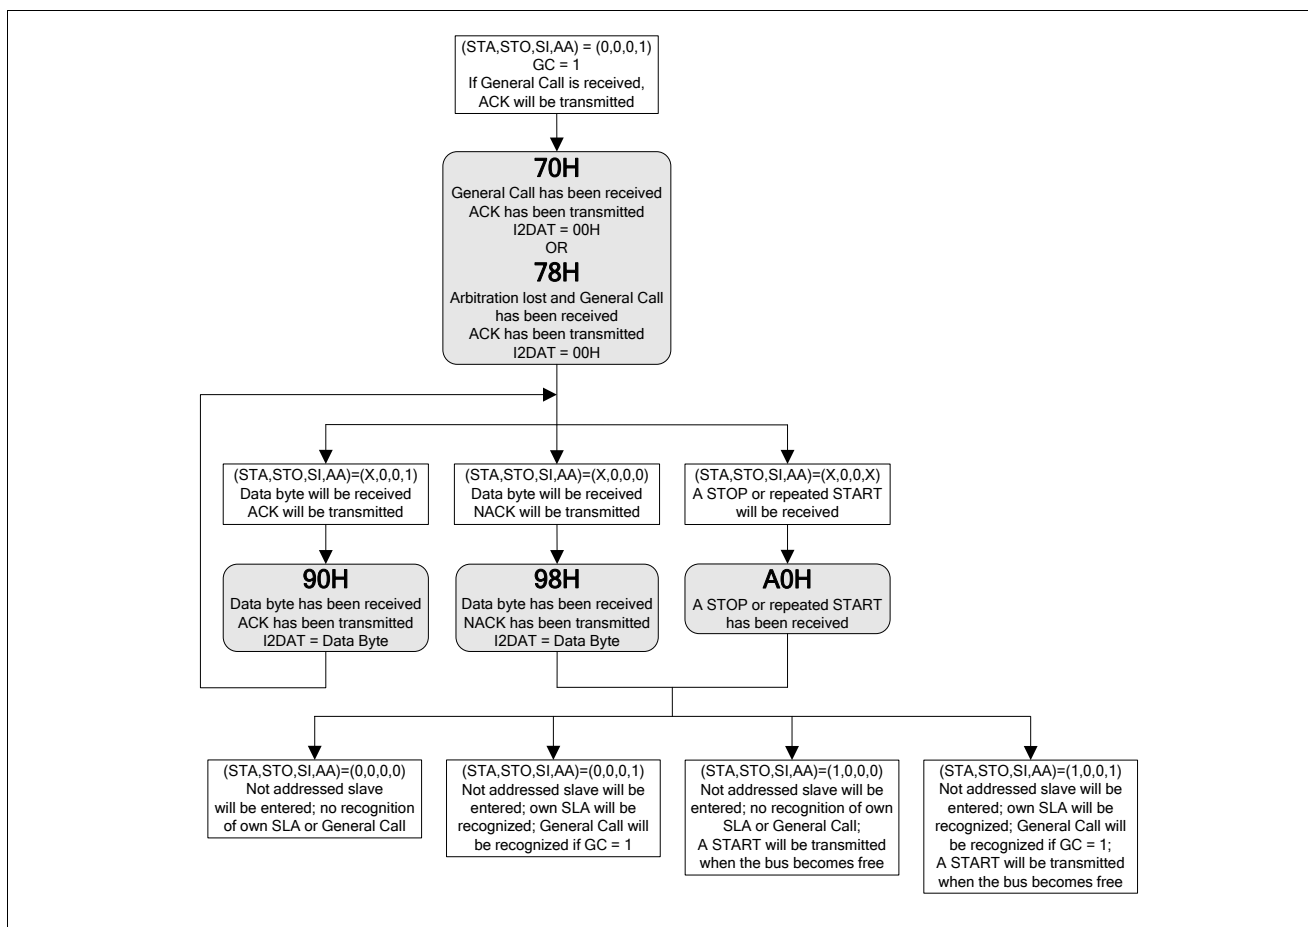 (STA,STO,SI,AA) = (0,0,0,1)
GC = 1
If General Call is received,
ACK will be transmitted
70H
General Call has been received
ACK has been transmitted
I2DAT = 00H
OR
78H
Arbitration lost and General Call
has been received
ACK has been transmitted
I2DAT = 00H
(STA,STO,SI,AA)=(X,0,0,1)
Data byte will be received
ACK will be transmitted
(STA,STO,SI,AA)=(X,0,0,0)
Data byte will be received
NACK will be transmitted
(STA,STO,SI,AA)=(X,0,0,X)
A STOP or repeated START
will be received
90H
Data byte has been received
ACK has been transmitted
I2DAT = Data Byte
98H
Data byte has been received
NACK has been transmitted
I2DAT = Data Byte
A0H
A STOP or repeated START
has been received
(STA,STO,SI,AA)=(0,0,0,0)
Not addressed slave
will be entered; no recognition
of own SLA or General Call
(STA,STO,SI,AA)=(0,0,0,1)
Not addressed slave will be
entered; own SLA will be
recognized; General Call will
be recognized if GC = 1
(STA,STO,SI,AA)=(1,0,0,0)
Not addressed slave will be
entered; no recognition of own
SLA or General Call;
A START will be transmitted
when the bus becomes free
(STA,STO,SI,AA)=(1,0,0,1)
Not addressed slave will be
entered; own SLA will be
recognized; General Call will
be recognized if GC = 1;
A START will be transmitted
when the bus becomes free